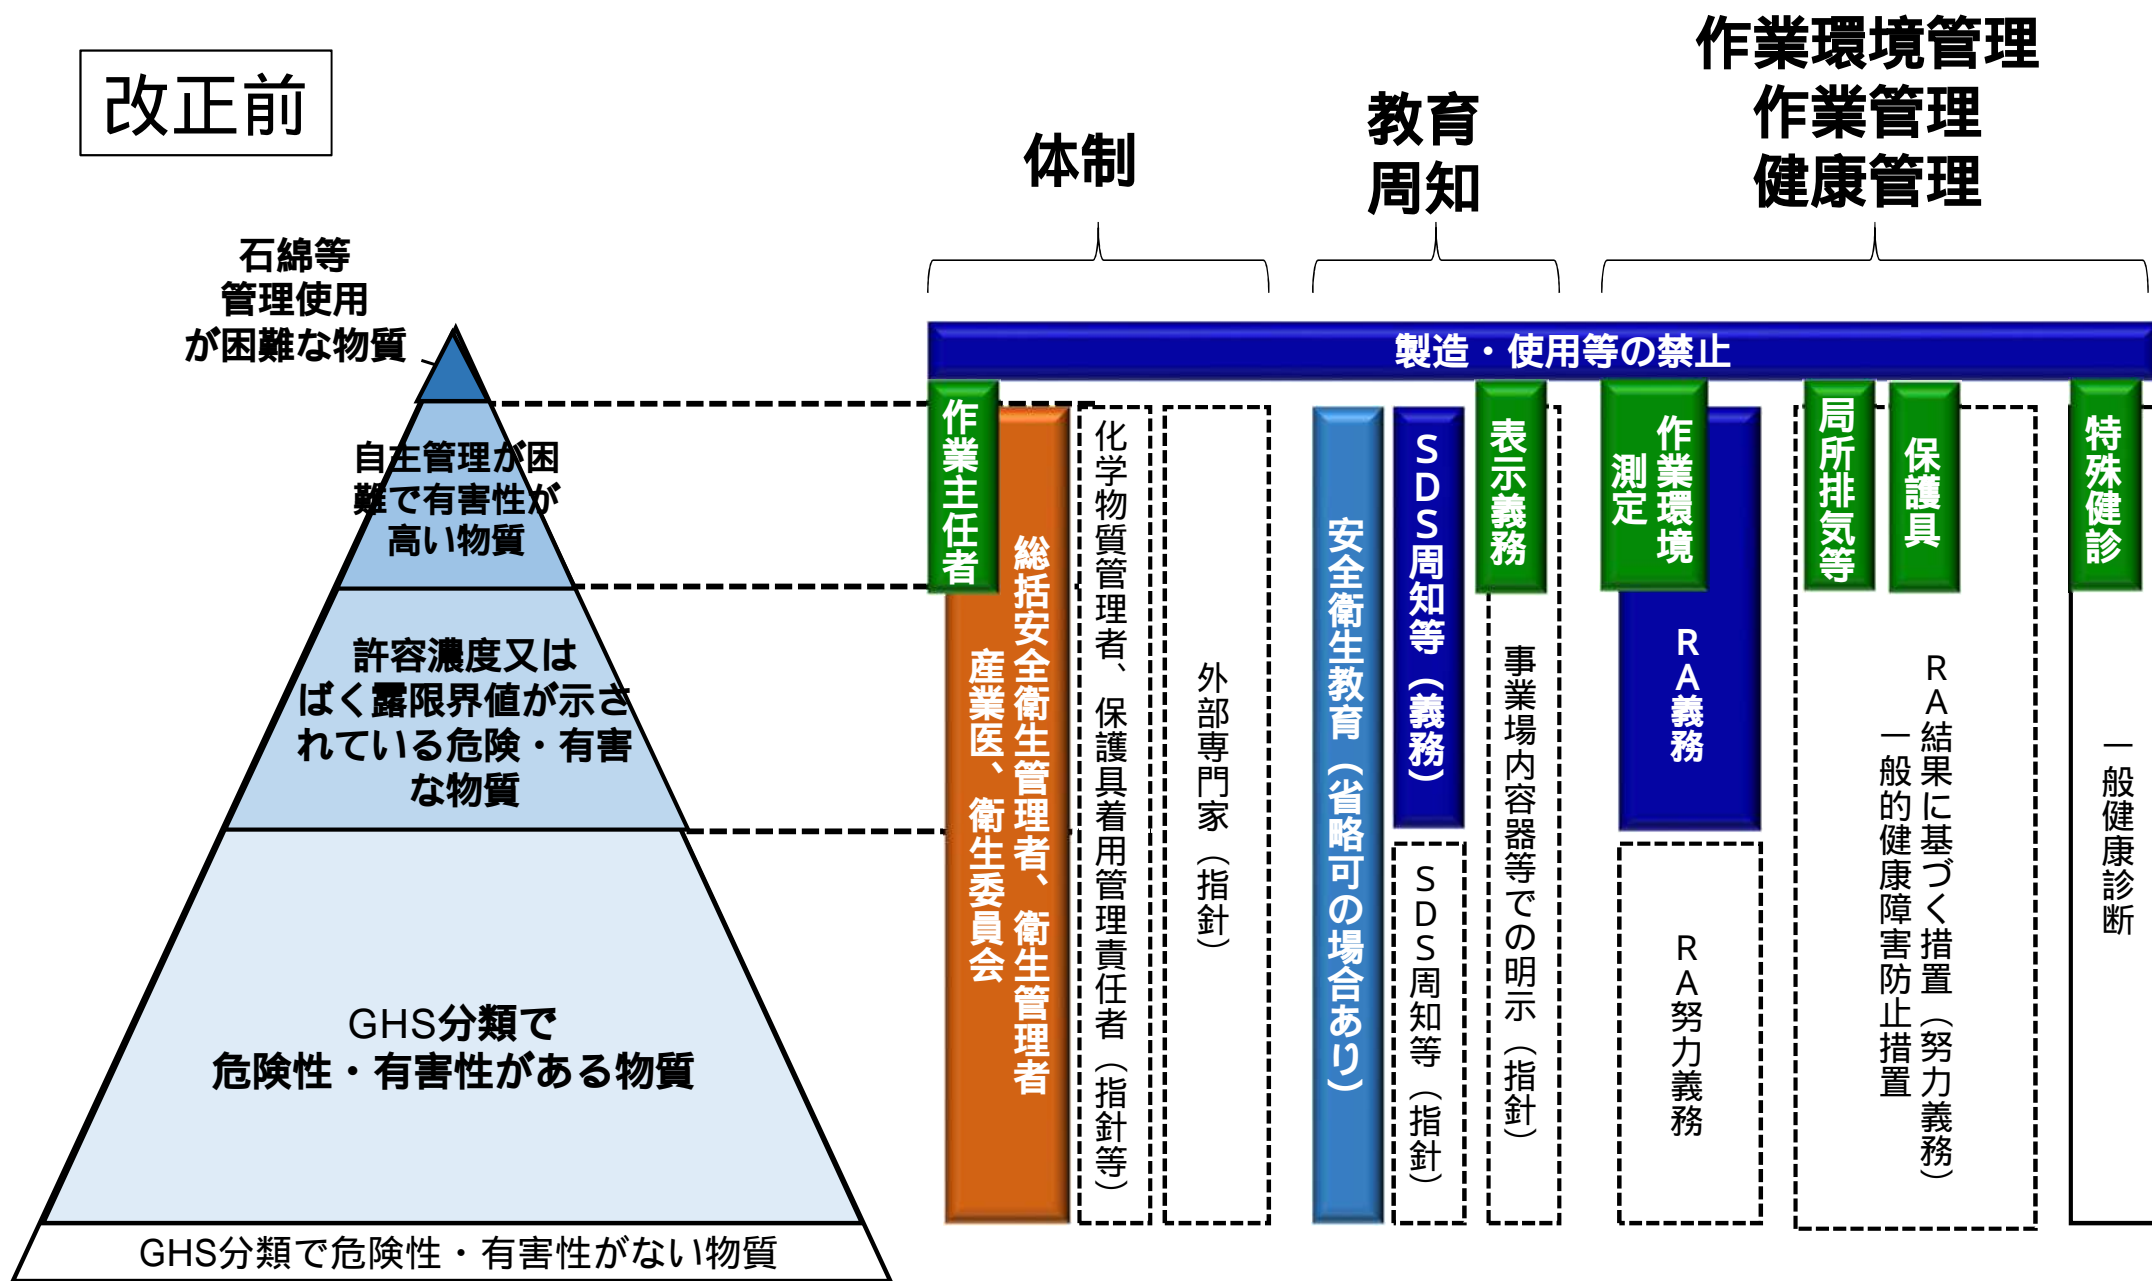 改正前
体制
教育
周知
作業環境管理
作業管理
健康管理
石綿等
管理使用
が困難な物質
自主管理が困
難で有害性が
高い物質
許容濃度又は
ばく露限界値が示さ
れている危険・有害
な物質
GHS分類で
危険性・有害性がある物質
GHS分類で危険性・有害性がない物質
製造・使用等の禁止
作業主任者
総括安全衛生管理者、衛生管理者
産業医、衛生委員会
化学物質管理者、保護具着用管理責任者（指針等）
外部専門家（指針）
安全衛生教育（省略可の場合あり）
SDS周知等（義務）
SDS周知等（指針）
表示義務
事業場内容器等での明示（指針）
作業環境
測定
RA義務
RA努力義務
局所排気等
保護具
RA結果に基づく措置（努力義務）
一般的健康障害防止措置
特殊健診
一般健康診断